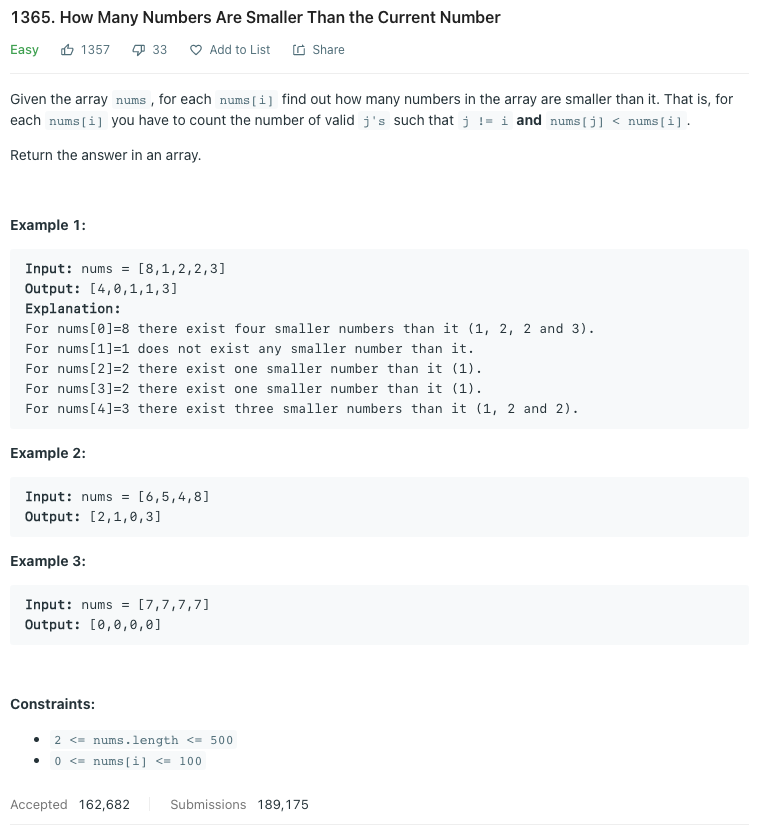 1365. How Many Numbers Are Smaller Than the Current Number
Easy 1357 33 Add to List Share
Given the array nums , for each nums[i] find out how many numbers in the array are smaller than it. That is, for
each nums[i] you have to count the number of valid j's such that j != i and nums[j] < nums[i] .
Return the answer in an array.
Example 1:
Input: nums = [8,1,2,2,3]
Output: [4,0,1,1,3]
Explanation:
For nums[0]=8 there exist four smaller numbers than it (1, 2, 2 and 3).
For nums[1]=1 does not exist any smaller number than it.
For nums[2]=2 there exist one smaller number than it (1).
For nums[3]=2 there exist one smaller number than it (1).
For nums[4]=3 there exist three smaller numbers than it (1, 2 and 2).
Example 2:
Input: nums = [6,5,4,8]
Output: [2,1,0,3]
Example 3:
Input: nums = [7,7,7,7]
Output: [0,0,0,0]
Constraints:
• 2 <= nums.length <= 500
• 0 <= nums[i] <= 100
Accepted 162,682 Submissions 189,175